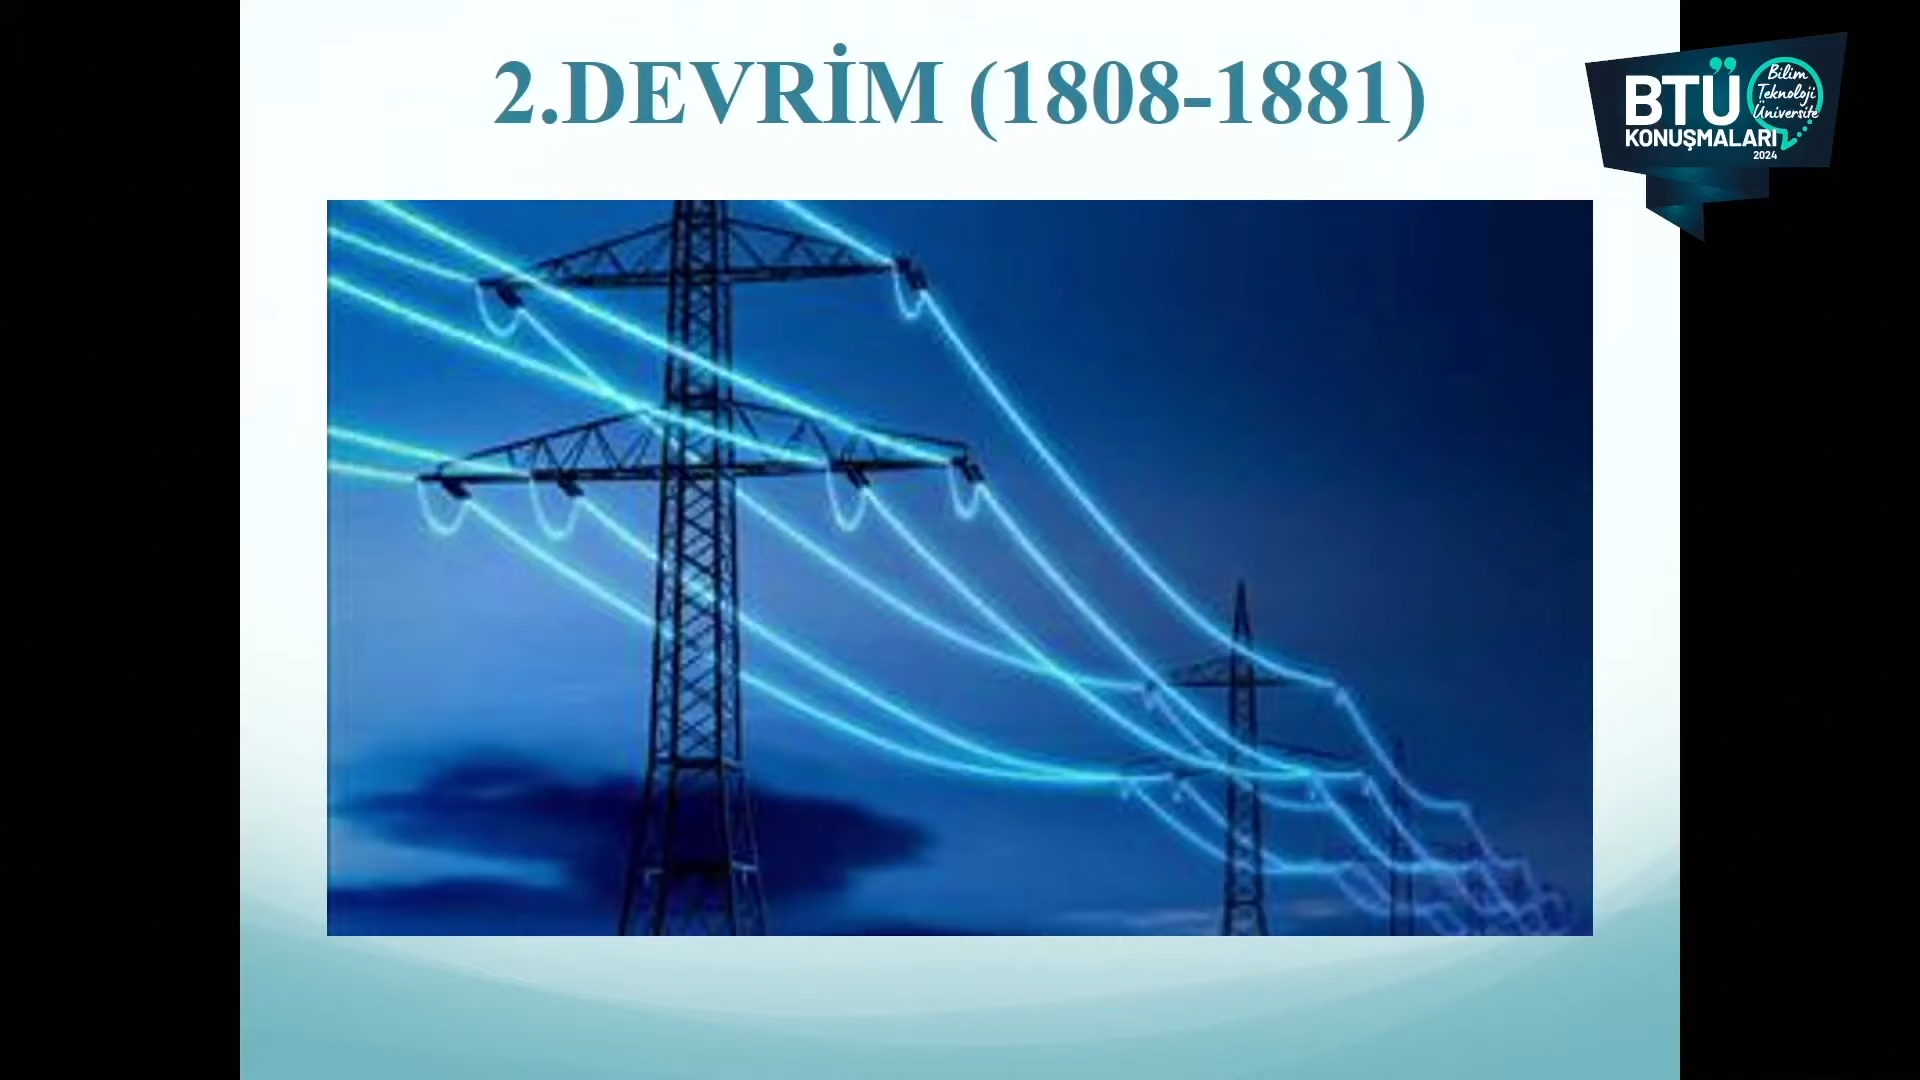 2.DEVRİM (1808-1881)
BTÜ
Bilim
Teknoloji
Üniversite
KONUŞMALARI
2024